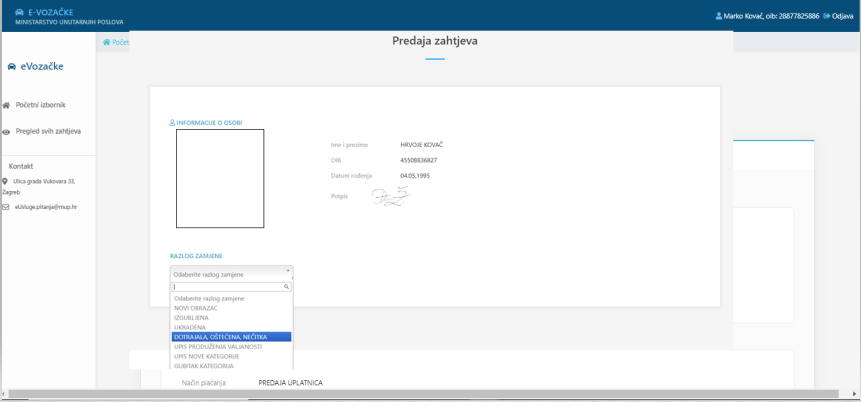 E-VOZAČKE
MINISTARSTVO UNUTARNJIH POSLOVA
Marko Kovač, oib: 28877825886 Odjava
eVozačke
Početni izbornik
Pregled svih zahtjeva
Kontakt
Ulica grada Vukovara 33,
Zagreb
eUsluge.pitanja@mup.hr
Počet
Predaja zahtjeva
INFORMACIJE O OSOBI
Ime i prezime HRVOJE KOVAČ
OIB 45508836827
Datum rođenja 04.05.1995
Potpis
RAZLOG ZAMJENE
Odaberite razlog zamjene
Odaberite razlog zamjene
NOVI OBRAZAC
IZGUBLJENA
UKRADENA
DOTRAJALA, OŠTEĆENA, NEČITKA
UPIS PRODUŽENJA VALJANOSTI
UPIS NOVE KATEGORIJE
GUBITAK KATEGORIJA
Način plaćanja PREDAJA UPLATNICA